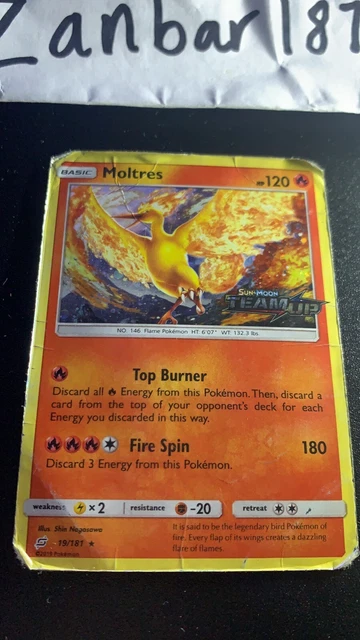 Zanbar187
BASIC Moltres HP120
SUN & MOON
TEAM UP
NO. 146 Flame Pokémon HT: 6'07" WT: 132.3 lbs
Top Burner
Discard all Energy from this Pokémon. Then, discard a
card from the top of your opponent's deck for each
Energy you discarded in this way.
Fire Spin 180
Discard 3 Energy from this Pokémon.
weakness ×2 resistance -20 retreat
Illus. Shin Nagasawa
19/181 ★
©2019 Pokémon
It is said to be the legendary bird Pokémon of
fire. Every flap of its wings creates a dazzling
flare of flames.